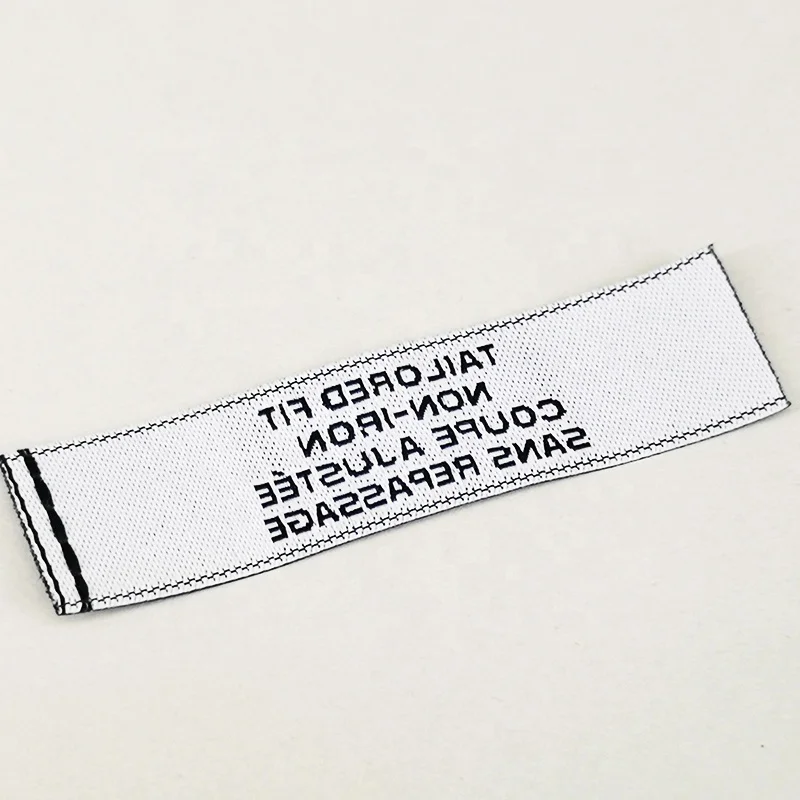 TAILORED FIT
NON-IRON
COUPE AJUSTÉE
SANS REPASSAGE